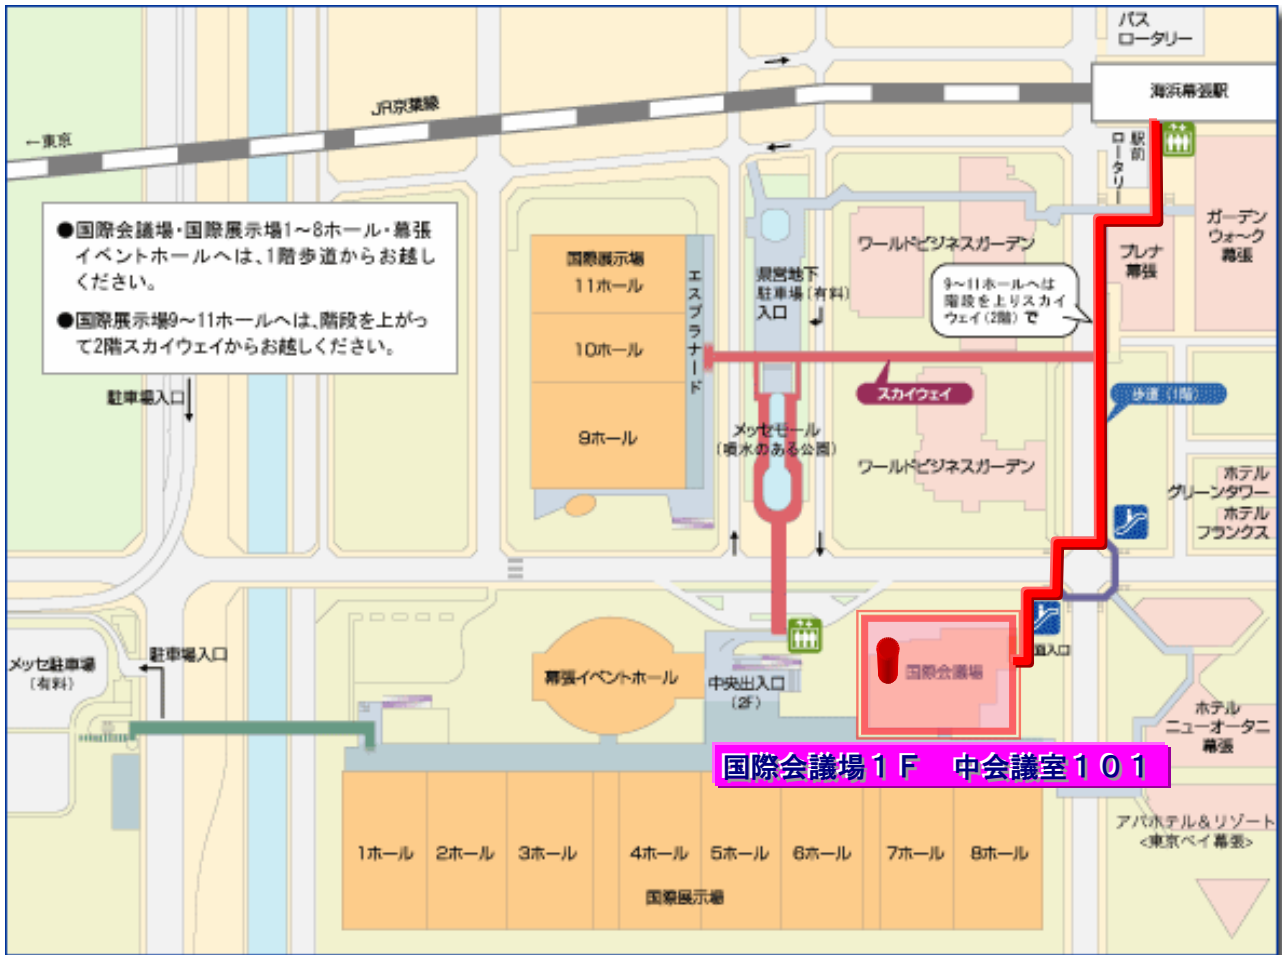 バス
ロータリー
海浜幕張駅
JR京葉線
←東京
駅前
ロータリー
●国際会議場・国際展示場1～8ホール・幕張
イベントホールへは、1階歩道からお越し
ください。
●国際展示場9～11ホールへは、階段を上がっ
て2階スカイウェイからお越しください。
ガーデン
ウォ～ク
幕張
プレナ
幕張
ワールドビジネスガーデン
国際展示場
11ホール
エスプラナード
県営地下
駐車場(有料)
入口
9～11ホールへは
階段を上りスカイ
ウェイ(2階)で
10ホール
スカイウェイ
歩道(1階)
駐車場入口
9ホール
メッセモール
(噴水のある公園)
ワールドビジネスガーデン
ホテル
グリーンタワー
ホテル
フランクス
メッセ駐車場
(有料)
駐車場入口
幕張イベントホール
中央出入口
(2F)
国際会議場
面入口
ホテル
ニューオータニ
幕張
国際会議場1F　中会議室101
アパホテル&リゾート
<東京ベイ幕張>
1ホール
2ホール
3ホール
4ホール
5ホール
6ホール
7ホール
8ホール
国際展示場